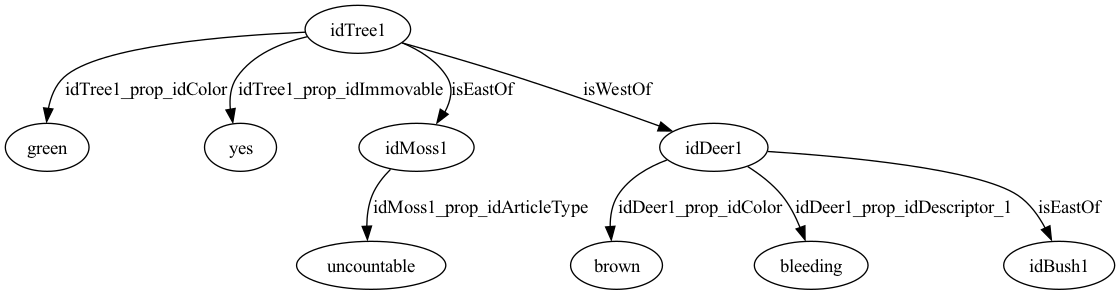 idTree1
idTree1_prop_idColor
idTree1_prop_idImmovable
isEastOf
isWestOf
green
yes
idMoss1
idDeer1
idMoss1_prop_idArticleType
idDeer1_prop_idColor
idDeer1_prop_idDescriptor_1
isEastOf
uncountable
brown
bleeding
idBush1